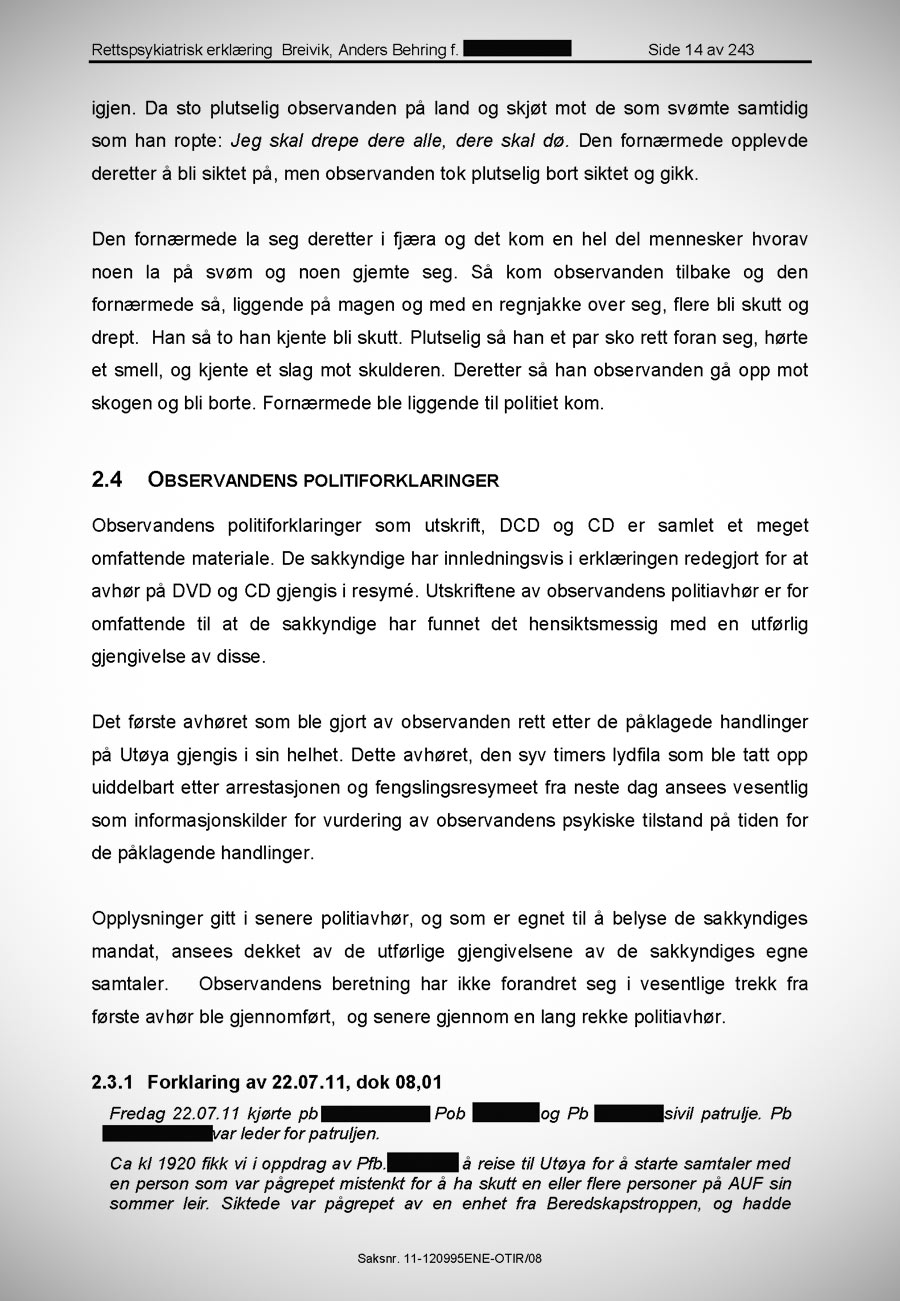 Rettspsykiatrisk erklæring Breivik, Anders Behring f. Side 14 av 243
igjen. Da sto plutselig observanden på land og skjøt mot de som svømte samtidig
som han ropte: Jeg skal drepe dere alle, dere skal dø. Den fornærmede opplevde
deretter å bli siktet på, men observanden tok plutselig bort siktet og gikk.
Den fornærmede la seg deretter i fjæra og det kom en hel del mennesker hvorav
noen la på svøm og noen gjemte seg. Så kom observanden tilbake og den
fornærmede så, liggende på magen og med en regnjakke over seg, flere bli skutt og
drept. Han så to han kjente bli skutt. Plutselig så han et par sko rett foran seg, hørte
et smell, og kjente et slag mot skulderen. Deretter så han observanden gå opp mot
skogen og bli borte. Fornærmede ble liggende til politiet kom.
2.4 OBSERVANDENS POLITIFORKLARINGER
Observandens politiforklaringer som utskrift, DCD og CD er samlet et meget
omfattende materiale. De sakkyndige har innledningsvis i erklæringen redegjort for at
avhør på DVD og CD gjengis i resymé. Utskriftene av observandens politiavhør er for
omfattende til at de sakkyndige har funnet det hensiktsmessig med en utførlig
gjengivelse av disse.
Det første avhøret som ble gjort av observanden rett etter de påklagede handlinger
på Utøya gjengis i sin helhet. Dette avhøret, den syv timers lydfila som ble tatt opp
uiddelbart etter arrestasjonen og fengslingsresymeet fra neste dag ansees vesentlig
som informasjonskilder for vurdering av observandens psykiske tilstand på tiden for
de påklagende handlinger.
Opplysninger gitt i senere politiavhør, og som er egnet til å belyse de sakkyndiges
mandat, ansees dekket av de utførlige gjengivelsene av de sakkyndiges egne
samtaler. Observandens beretning har ikke forandret seg i vesentlige trekk fra
første avhør ble gjennomført, og senere gjennom en lang rekke politiavhør.
2.3.1 Forklaring av 22.07.11, dok 08,01
Fredag 22.07.11 kjørte pb Pob og Pb sivil patrulje. Pb
var leder for patruljen.
Ca kl 1920 fikk vi i oppdrag av Pfb. å reise til Utøya for å starte samtaler med
en person som var pågrepet mistenkt for å ha skutt en eller flere personer på AUF sin
sommer leir. Siktede var pågrepet av en enhet fra Beredskapstroppen, og hadde
Saksnr. 11-120995ENE-OTIR/08